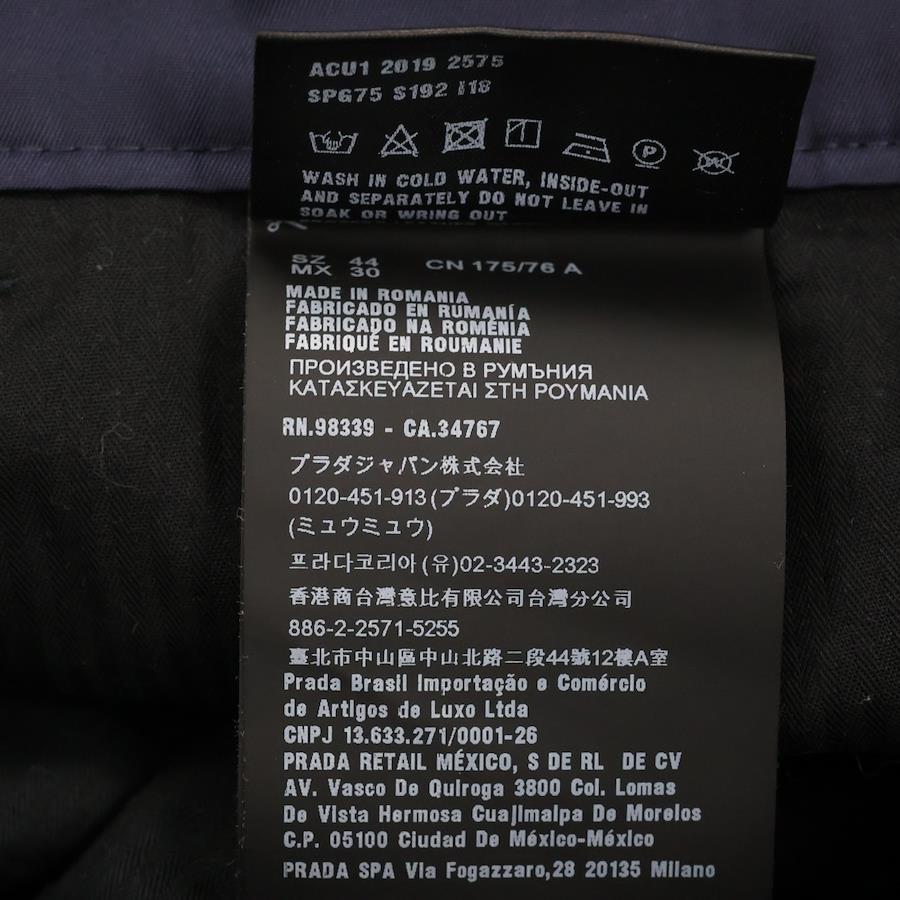 ACU1 2019 2575
SPG75 S192 118
P
WASH IN COLD WATER, INSIDE-OUT
AND SEPARATELY DO NOT LEAVE IN
SOAK OR WRING OUT
SZ 44
MX 30 CN 175/76 A
MADE IN ROMANIA
FABRICADO EN RUMANÍA
FABRICADO NA ROMÉNIA
FABRIQUÉ EN ROUMANIE
ПРОИЗВЕДЕНО В РУМЪНИЯ
ΚΑΤΑΣΚΕΥΑΖΕΤΑΙ ΣΤΗ ΡΟΥΜΑΝΙΑ
RN.98339 - CA.34767
プラダジャパン株式会社
0120-451-913(プラダ)0120-451-993
(ミュウミュウ)
프라다코리아(유)02-3443-2323
香港商台灣意比有限公司台灣分公司
886-2-2571-5255
臺北市中山區中山北路二段44號12樓A室
Prada Brasil Importação e Comércio
de Artigos de Luxo Ltda
CNPJ 13.633.271/0001-26
PRADA RETAIL MÉXICO, S DE RL DE CV
AV. Vasco De Quiroga 3800 Col. Lomas
De Vista Hermosa Cuajimalpa De Morelos
C.P. 05100 Ciudad De México-México
PRADA SPA Via Fogazzaro,28 20135 Milano